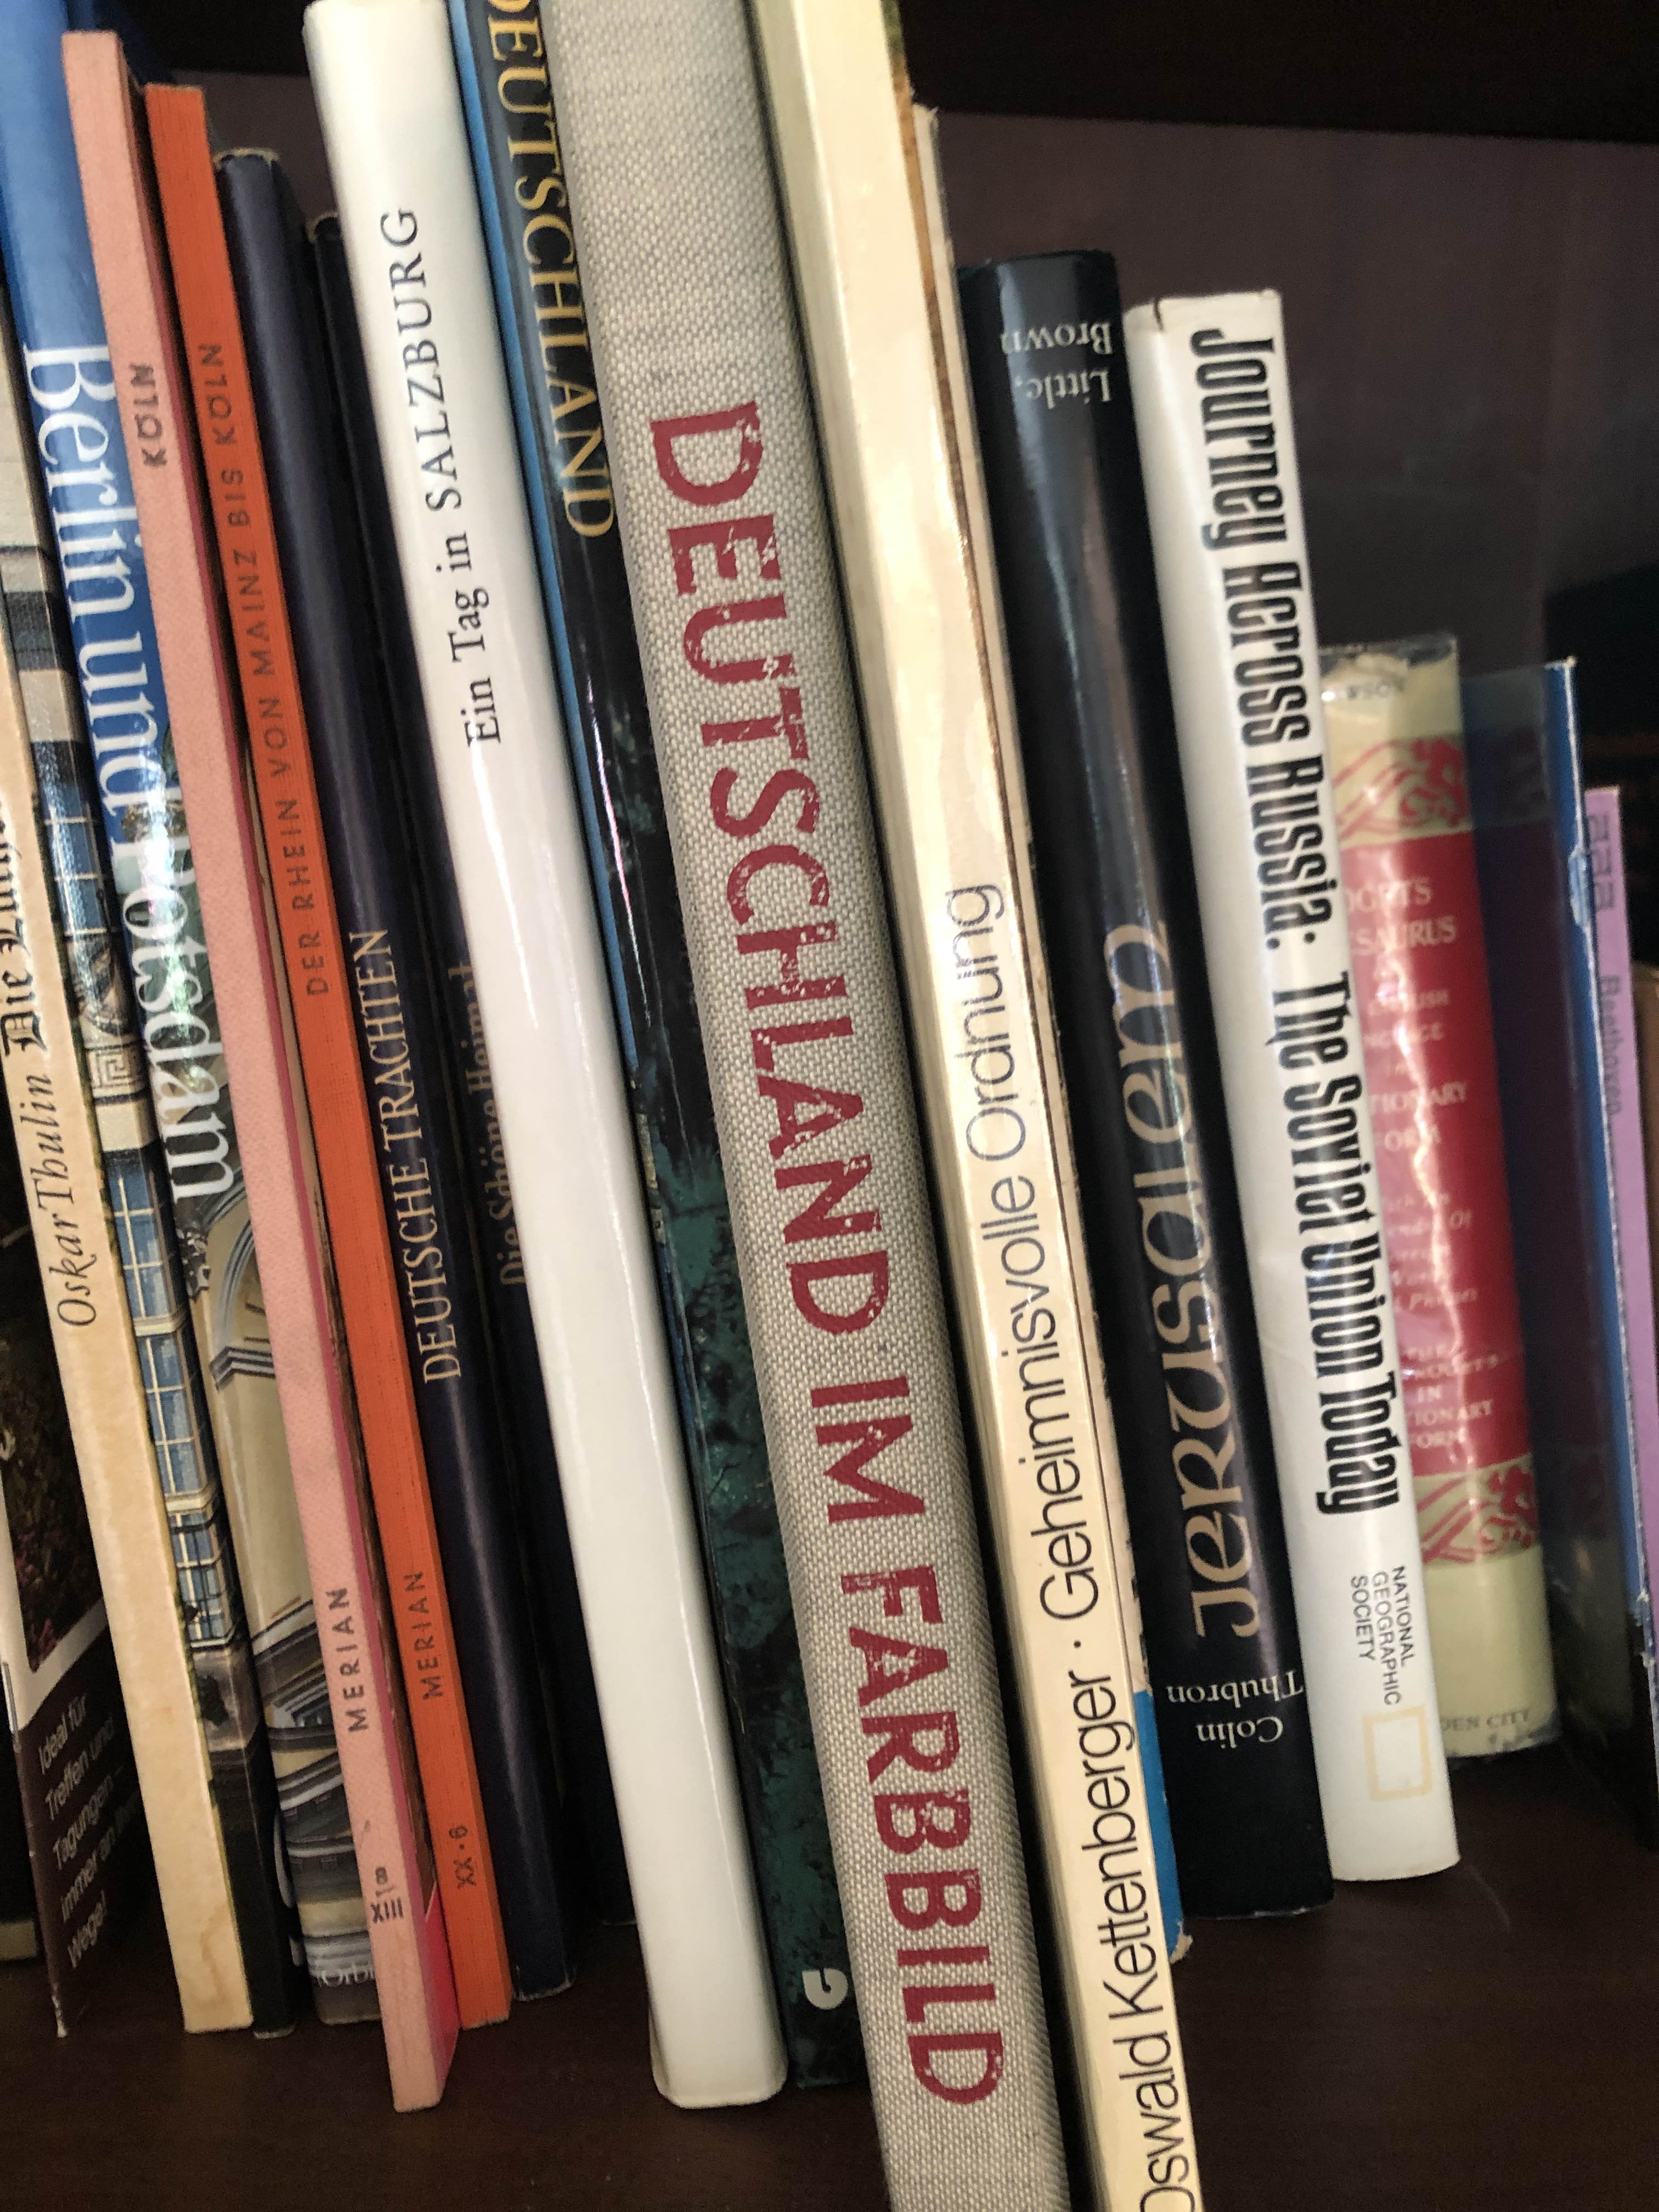 Ideal für
Treffen und
Tagungen –
immer
Wege!
Oskar Thulin Die
Berlin und Potsdam
MERIAN KÖLN
XIII 8
MERIAN DER RHEIN VON MAINZ BIS KÖLN
XX·6
DEUTSCHE TRACHTEN
Die Schöne Heimat
Ein Tag in SALZBURG
DEUTSCHLAND
DEUTSCHLAND IM FARBBILD
Oswald Kettenberger · Geheimnisvolle Ordnung
Little,
Brown
Jerusalem
Colin
Thubron
Journey Across Russia: The Soviet Union Today
NATIONAL
GEOGRAPHIC
SOCIETY
IN
Beethoven